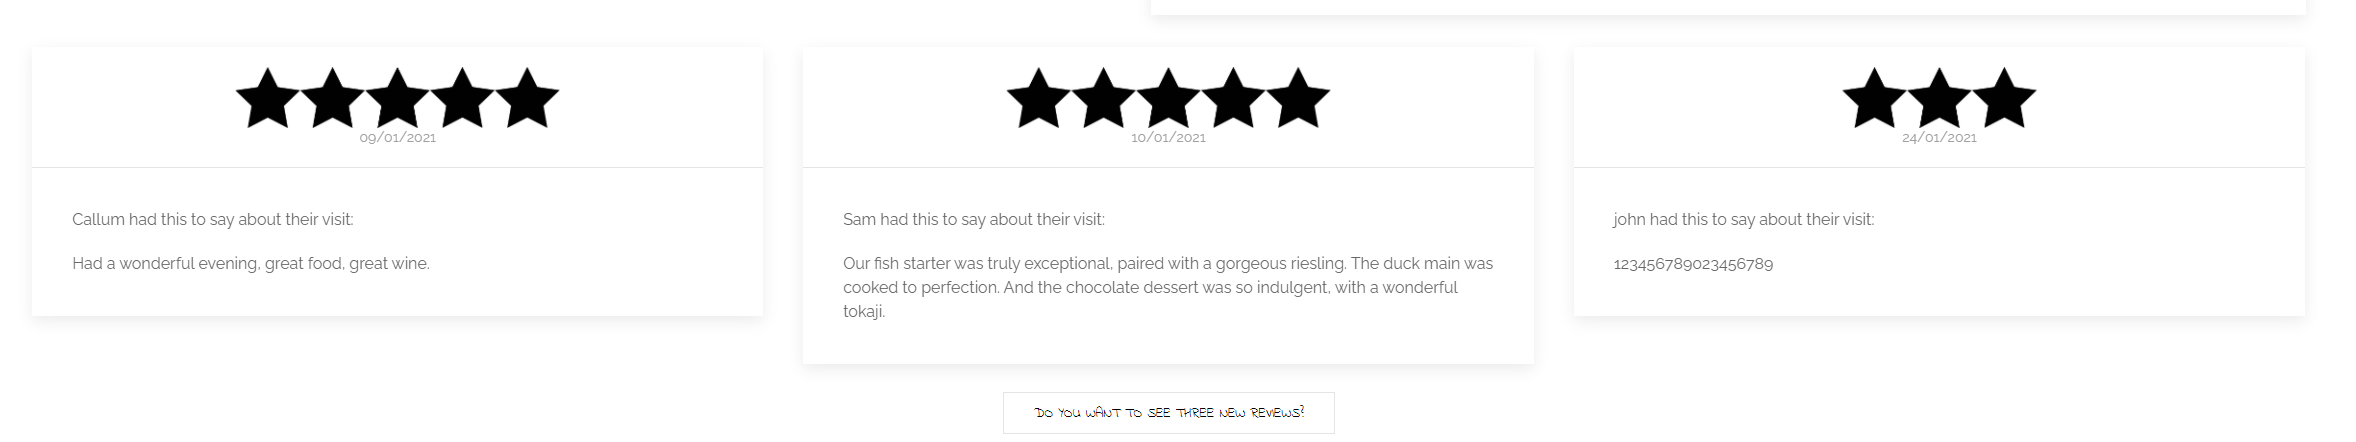 09/01/2021
Callum had this to say about their visit:
Had a wonderful evening, great food, great wine.
10/01/2021
Sam had this to say about their visit:
Our fish starter was truly exceptional, paired with a gorgeous riesling. The duck main was
cooked to perfection. And the chocolate dessert was so indulgent, with a wonderful
tokaji.
24/01/2021
john had this to say about their visit:
123456789023456789
DO YOU WANT TO SEE THREE NEW REVIEWS?